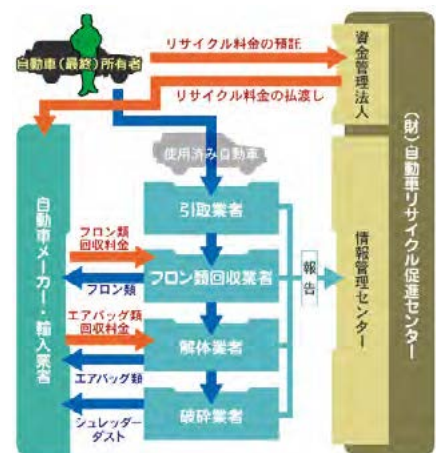 自動車(最終)所有者
リサイクル料金の預託
リサイクル料金の払渡し
資金管理法人
(財)自動車リサイクル促進センター
使用済み自動車
引取業者
自動車メーカー・輸入業者
フロン類
回収料金
フロン類回収業者
フロン類
報告
情報管理センター
エアバッグ類
回収料金
解体業者
エアバッグ類
破砕業者
シュレッダー
ダスト